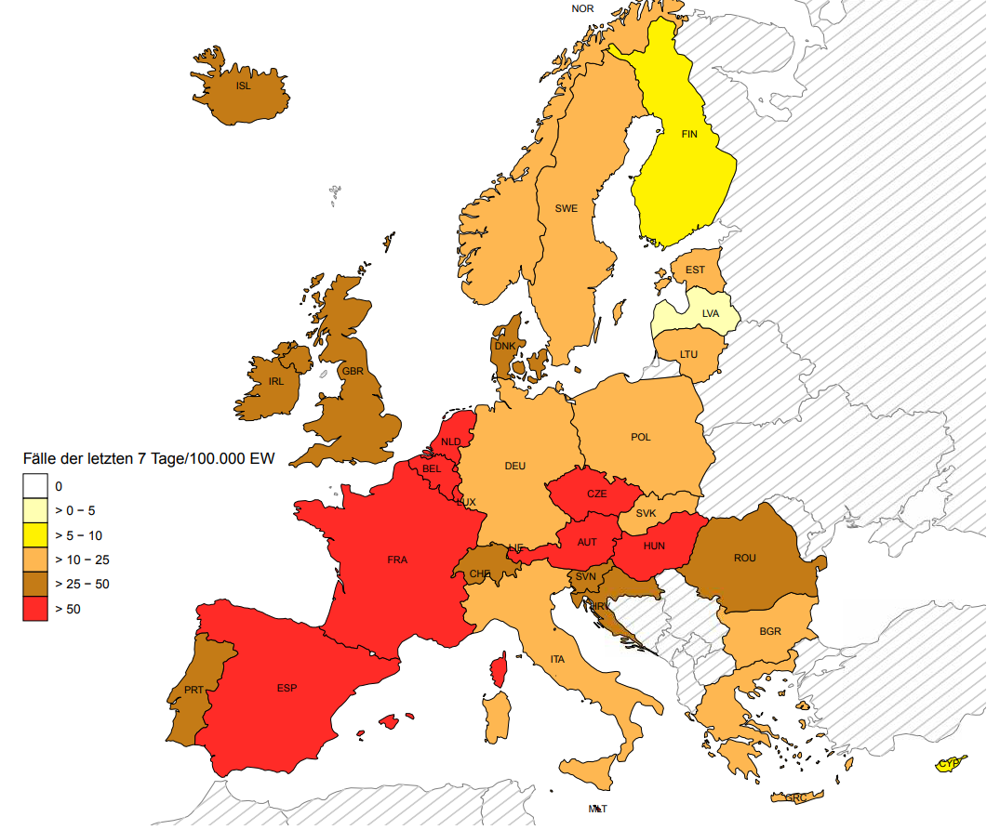 NOR
ISL
FIN
SWE
EST
LVA
DNK
LTU
GBR
IRL
POL
NLD
Fälle der letzten 7 Tage/100.000 EW
DEU
BEL
0
CZE
LUX
> 0 – 5
SVK
> 5 – 10
AUT
HUN
LIE
> 10 – 25
FRA
ROU
CHE
> 25 – 50
SVN
HRV
> 50
BGR
ITA
ESP
PRT
CYP
GRC
MLT